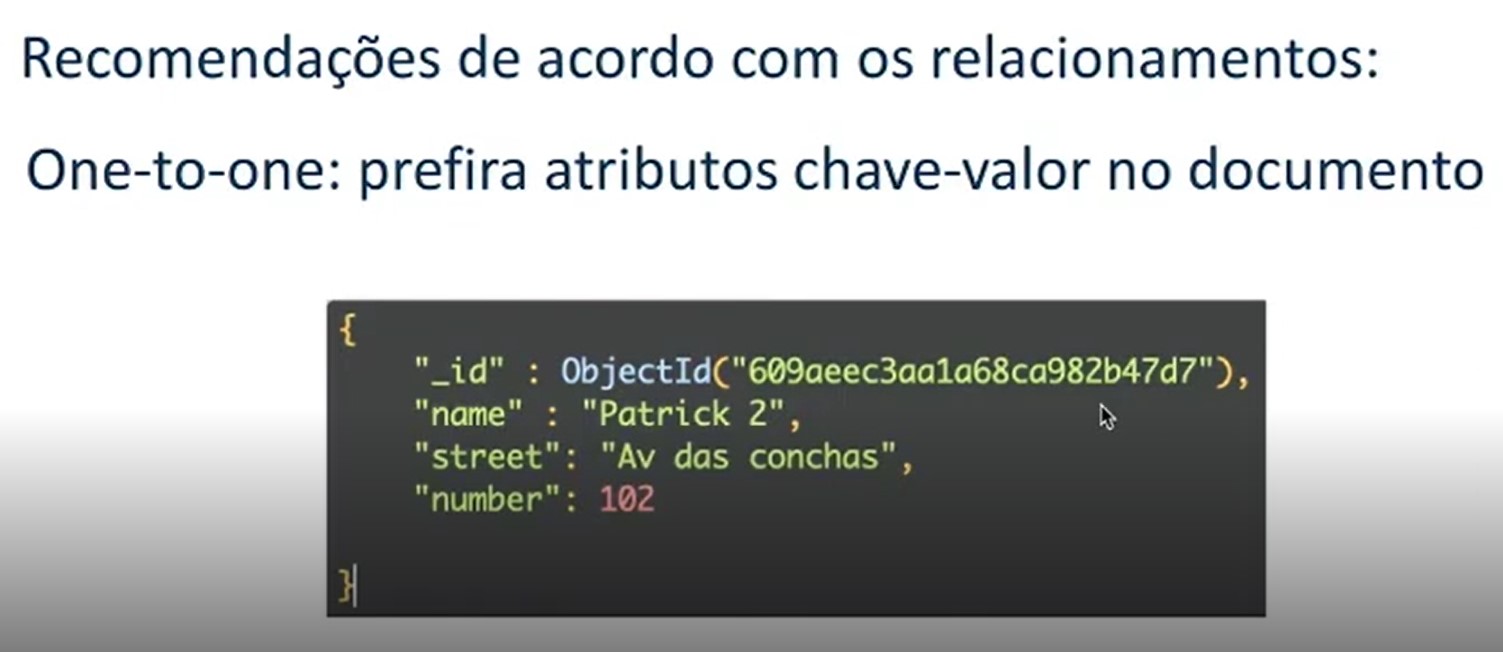 Recomendações de acordo com os relacionamentos:
One-to-one: prefira atributos chave-valor no documento
{
"_id" : ObjectId("609aeec3aa1a68ca982b47d7"),
"name" : "Patrick 2",
"street": "Av das conchas",
"number": 102
}